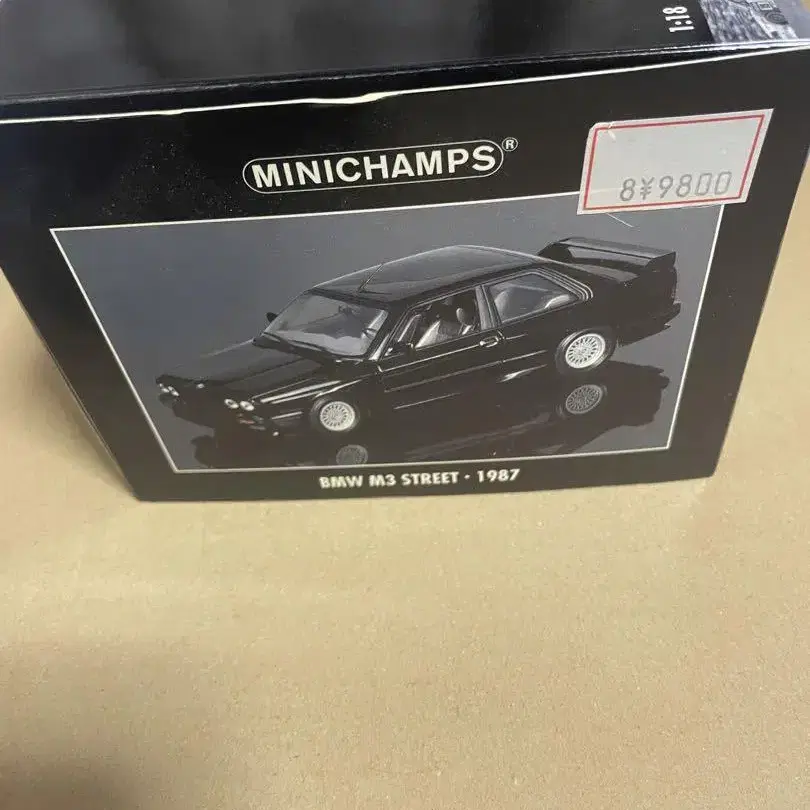 1:18
MINICHAMPS®
8¥9800
BMW M3 STREET · 1987